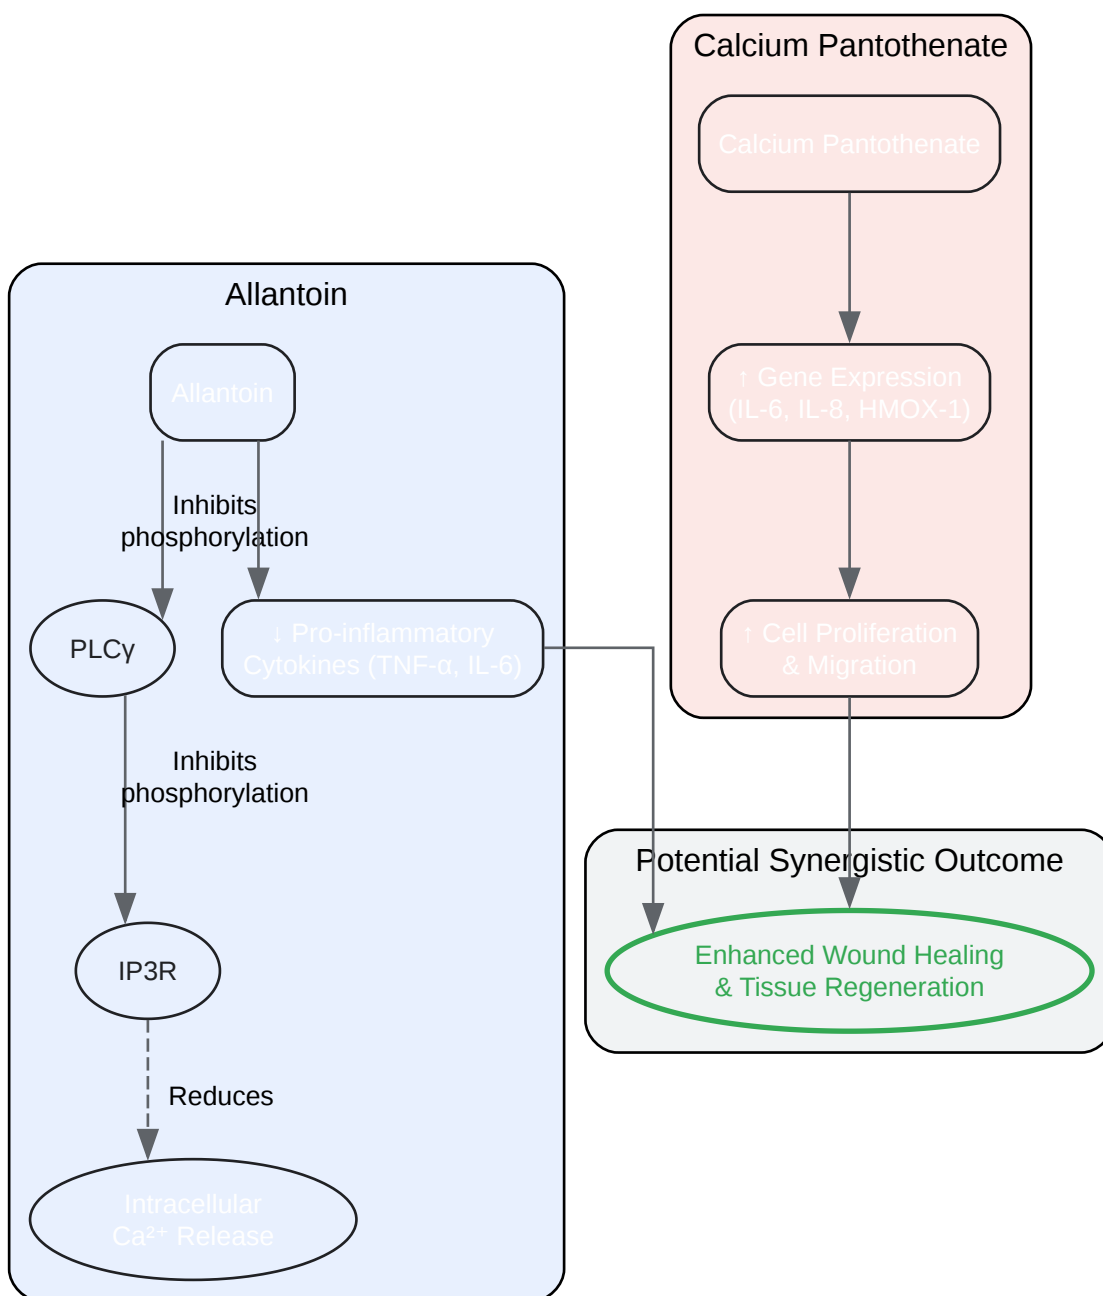 Calcium Pantothenate
Calcium Pantothenate
↑ Gene Expression
(IL-6, IL-8, HMOX-1)
↑ Cell Proliferation
& Migration
Allantoin
Allantoin
Inhibits
phosphorylation
PLCγ
↓ Pro-inflammatory
Cytokines (TNF-α, IL-6)
Inhibits
phosphorylation
IP3R
Reduces
Intracellular
Ca²⁺ Release
Potential Synergistic Outcome
Enhanced Wound Healing
& Tissue Regeneration